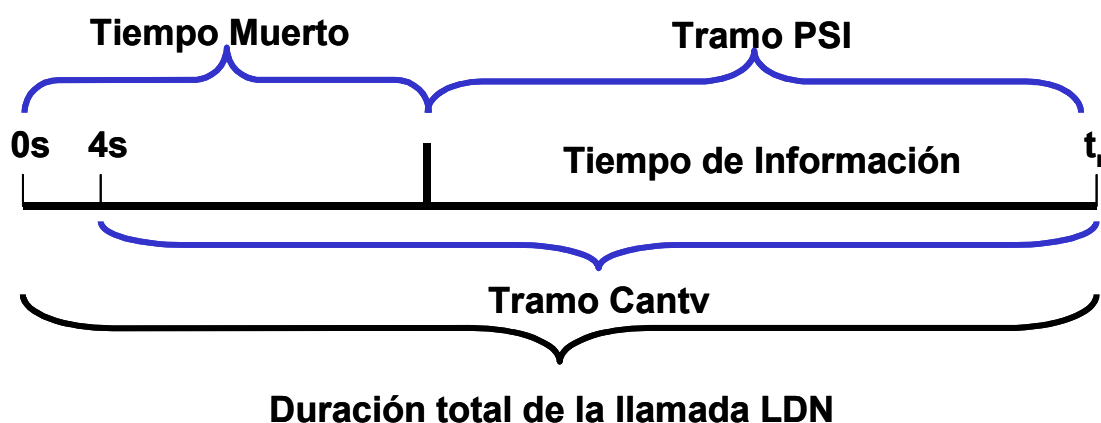 Tiempo Muerto
Tramo PSI
0s
4s
Tiempo de Información
t
Tramo Cantv
Duración total de la llamada LDN